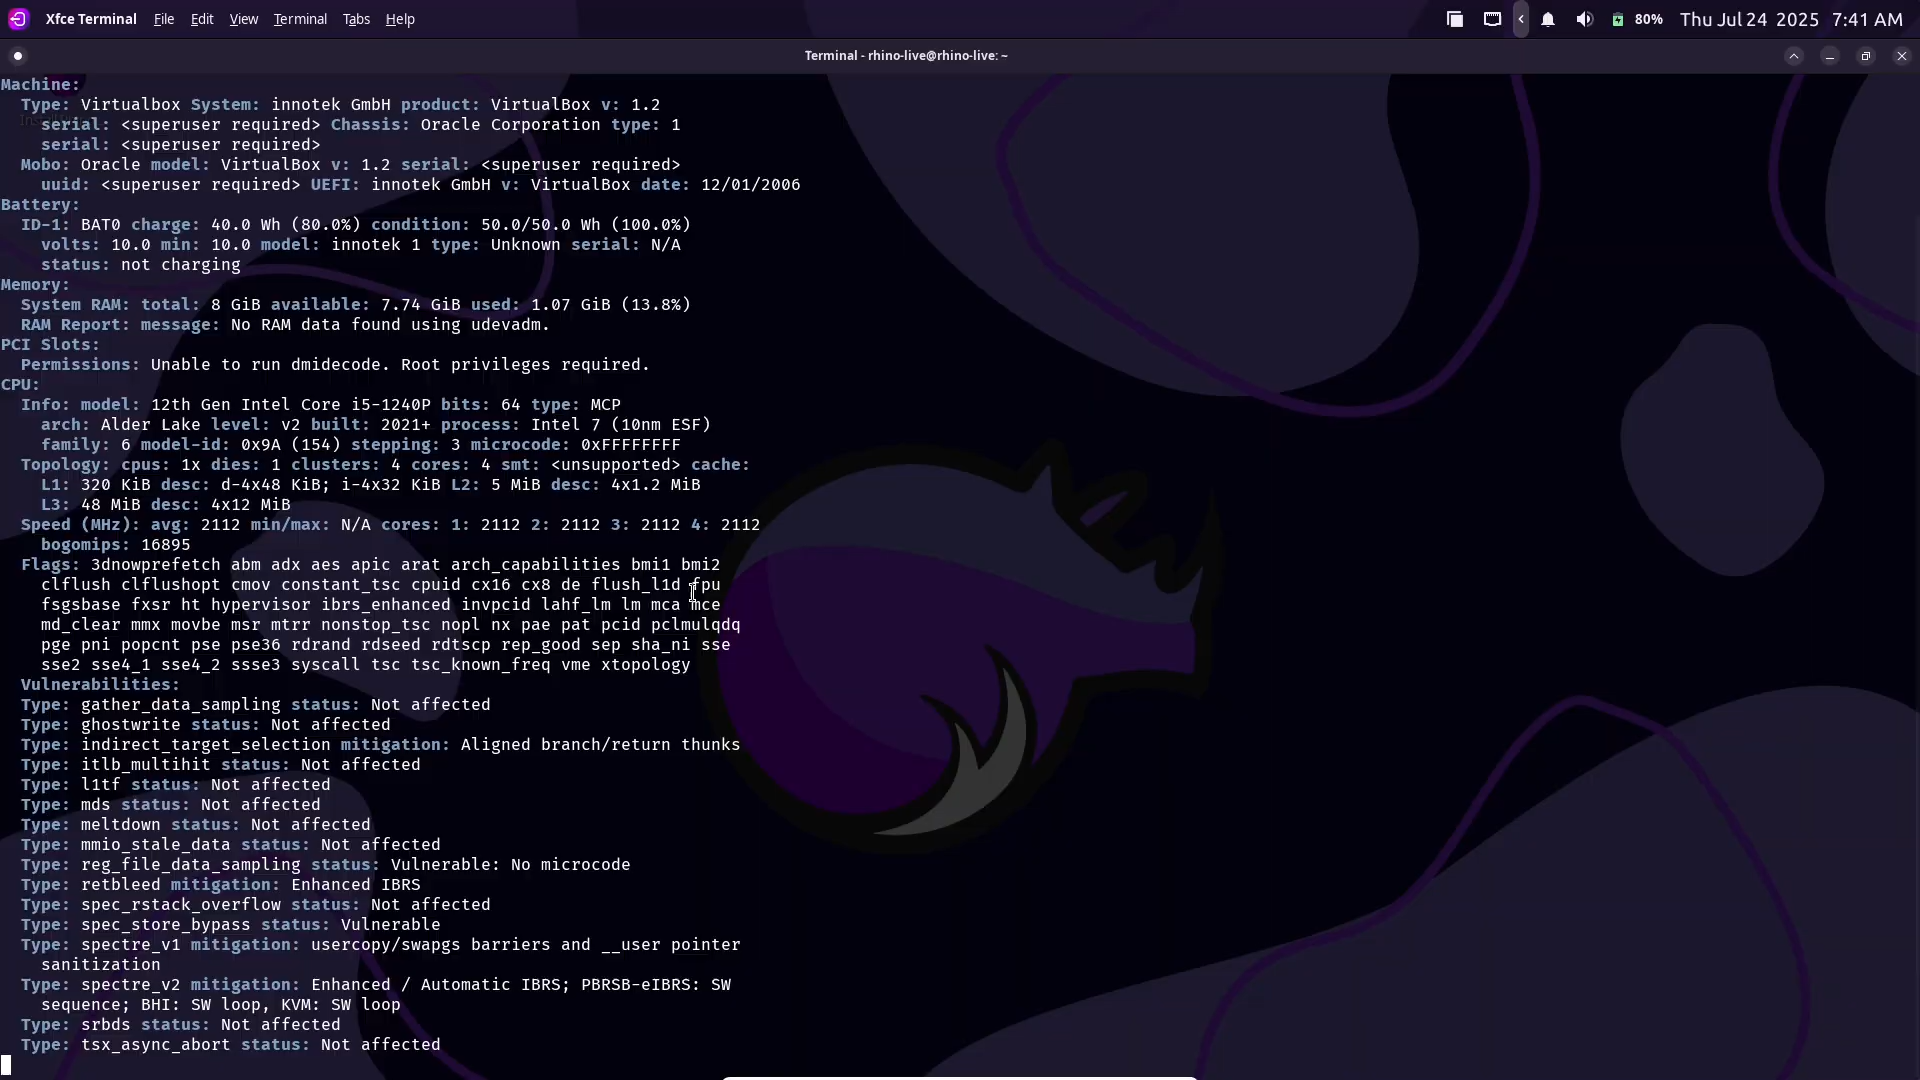 Xfce Terminal File Edit View Terminal Tabs Help 80% Thu Jul 24 2025 7:41 AM
Terminal - rhino-live@rhino-live: ~
Machine:
Type: Virtualbox System: innotek GmbH product: VirtualBox v: 1.2
serial: <superuser required> Chassis: Oracle Corporation type: 1
serial: <superuser required>
Mobo: Oracle model: VirtualBox v: 1.2 serial: <superuser required>
uuid: <superuser required> UEFI: innotek GmbH v: VirtualBox date: 12/01/2006
Battery:
ID-1: BAT0 charge: 40.0 Wh (80.0%) condition: 50.0/50.0 Wh (100.0%)
volts: 10.0 min: 10.0 model: innotek 1 type: Unknown serial: N/A
status: not charging
Memory:
System RAM: total: 8 GiB available: 7.74 GiB used: 1.07 GiB (13.8%)
RAM Report: message: No RAM data found using udevadm.
PCI Slots:
Permissions: Unable to run dmidecode. Root privileges required.
CPU:
Info: model: 12th Gen Intel Core i5-1240P bits: 64 type: MCP
arch: Alder Lake level: v2 built: 2021+ process: Intel 7 (10nm ESF)
family: 6 model-id: 0x9A (154) stepping: 3 microcode: 0xFFFFFFFF
Topology: cpus: 1x dies: 1 clusters: 4 cores: 4 smt: <unsupported> cache:
L1: 320 KiB desc: d-4x48 KiB; i-4x32 KiB L2: 5 MiB desc: 4x1.2 MiB
L3: 48 MiB desc: 4x12 MiB
Speed (MHz): avg: 2112 min/max: N/A cores: 1: 2112 2: 2112 3: 2112 4: 2112
bogomips: 16895
Flags: 3dnowprefetch abm adx aes apic arat arch_capabilities bmi1 bmi2
clflush clflushopt cmov constant_tsc cpuid cx16 cx8 de flush_l1d fpu
fsgsbase fxsr ht hypervisor ibrs_enhanced invpcid lahf_lm lm mca mce
md_clear mmx movbe msr mtrr nonstop_tsc nopl nx pae pat pcid pclmulqdq
pge pni popcnt pse pse36 rdrand rdseed rdtscp rep_good sep sha_ni sse
sse2 sse4_1 sse4_2 ssse3 syscall tsc tsc_known_freq vme xtopology
Vulnerabilities:
Type: gather_data_sampling status: Not affected
Type: ghostwrite status: Not affected
Type: indirect_target_selection mitigation: Aligned branch/return thunks
Type: itlb_multihit status: Not affected
Type: l1tf status: Not affected
Type: mds status: Not affected
Type: meltdown status: Not affected
Type: mmio_stale_data status: Not affected
Type: reg_file_data_sampling status: Vulnerable: No microcode
Type: retbleed mitigation: Enhanced IBRS
Type: spec_rstack_overflow status: Not affected
Type: spec_store_bypass status: Vulnerable
Type: spectre_v1 mitigation: usercopy/swapgs barriers and __user pointer
sanitization
Type: spectre_v2 mitigation: Enhanced / Automatic IBRS; PBRSB-eIBRS: SW
sequence; BHI: SW loop, KVM: SW loop
Type: srbds status: Not affected
Type: tsx_async_abort status: Not affected